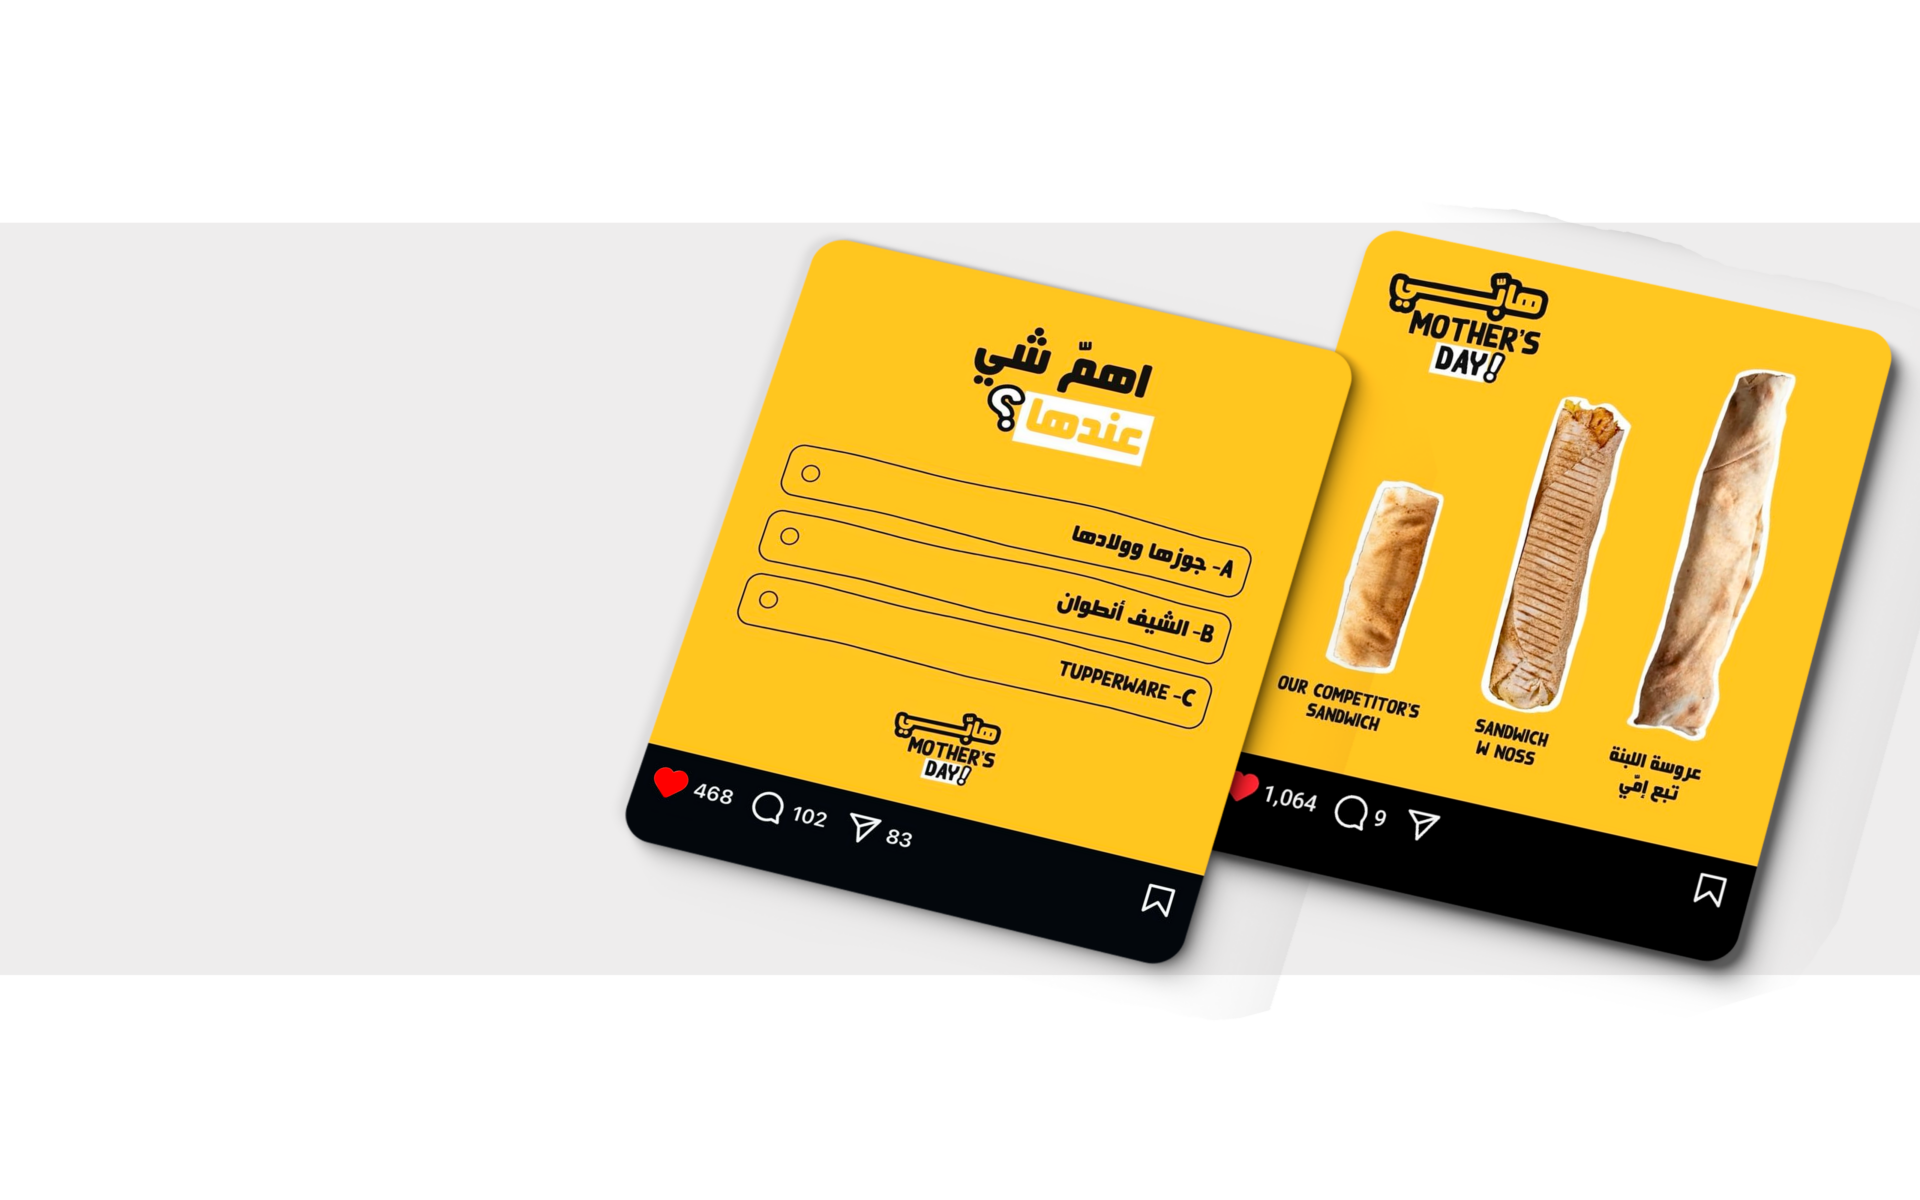 اهمّ شي
عندها؟
A- جوزها وولادها
B- الشيف أنطوان
C- TUPPERWARE
هابّي
MOTHER'S
DAY!
468
102
83
هابّي
MOTHER'S
DAY!
OUR COMPETITOR'S
SANDWICH
SANDWICH
W NOSS
عروسة اللبنة
تبع إمّي
1,064
9